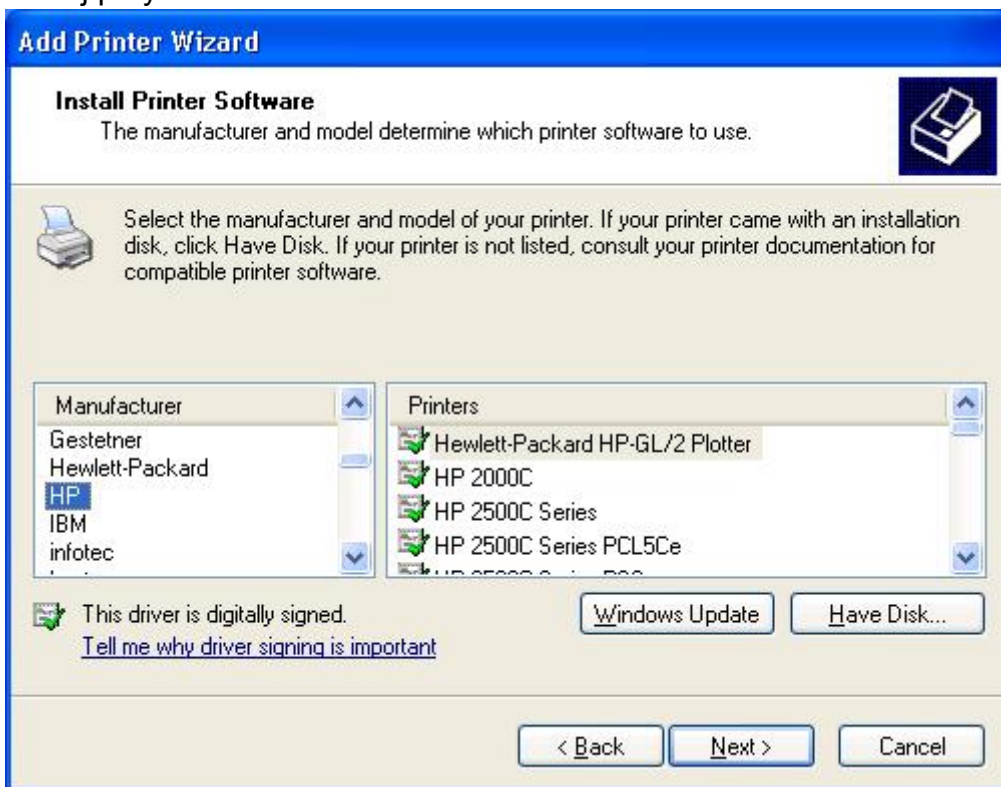 Add Printer Wizard
Install Printer Software
The manufacturer and model determine which printer software to use.
Select the manufacturer and model of your printer. If your printer came with an installation
disk, click Have Disk. If your printer is not listed, consult your printer documentation for
compatible printer software.
Manufacturer
Gestetner
Hewlett-Packard
HP
IBM
infotec
Printers
Hewlett-Packard HP-GL/2 Plotter
HP 2000C
HP 2500C Series
HP 2500C Series PCL5Ce
This driver is digitally signed.
Tell me why driver signing is important
Windows Update
Have Disk...
< Back
Next >
Cancel